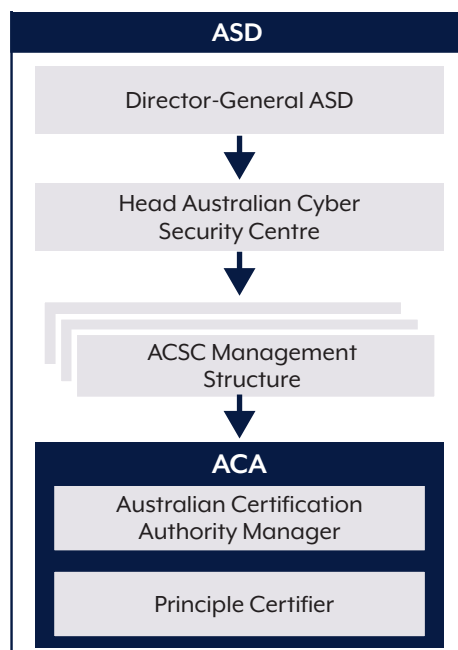 ASD
Director-General ASD
Head Australian Cyber
Security Centre
ACSC Management
Structure
ACA
Australian Certification
Authority Manager
Principle Certifier